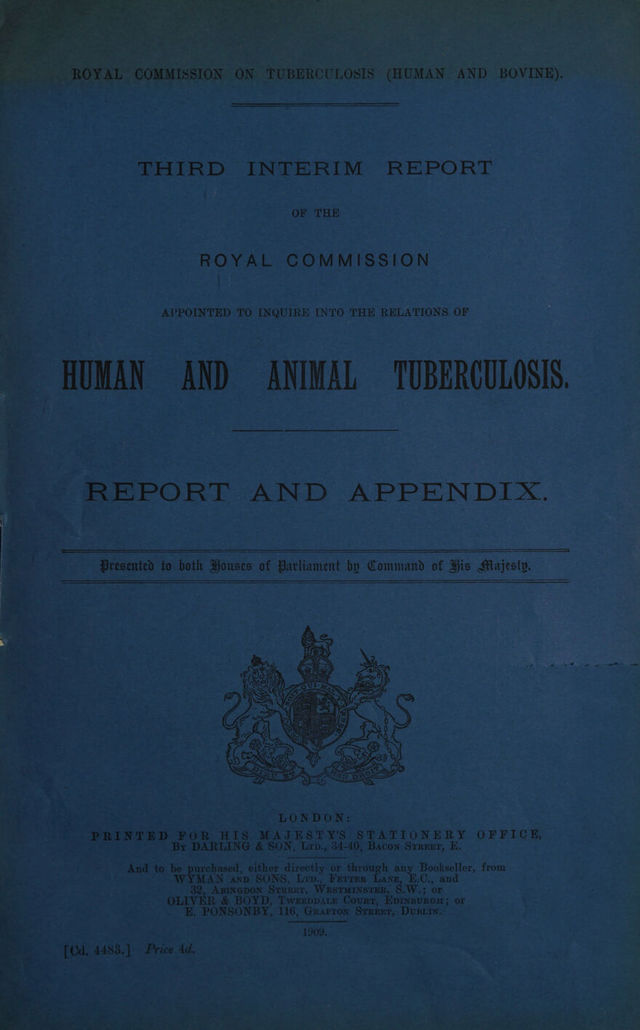 ROYAL COMMISSION ON TUBERCULOSIS (HUMAN AND BOVINE).
THIRD INTERIM REPORT
OF THE
ROYAL COMMISSION
APPOINTED TO INQUIRE INTO THE RELATIONS OF
HUMAN AND ANIMAL TUBERCULOSIS.
REPORT AND APPENDIX.
Presented to both Houses of Parliament by Command of His Majesty.
LONDON:
PRINTED FOR HIS MAJESTY'S STATIONERY OFFICE,
BY DARLING & SON, LTD., 34-40, BACON STREET, E.
And to be purchased, either directly or through any Bookseller, from
WYMAN AND SONS, LTD., FETTER LANE, E.C., and
32, ABINGDON STREET, WESTMINSTER, S.W.; or
OLIVER & BOYD, TWEEDDALE COURT, EDINBURGH; or
E. PONSONBY, 116, GRAFTON STREET, DUBLIN.
1909.
[Cd. 4483.] Price 4d.